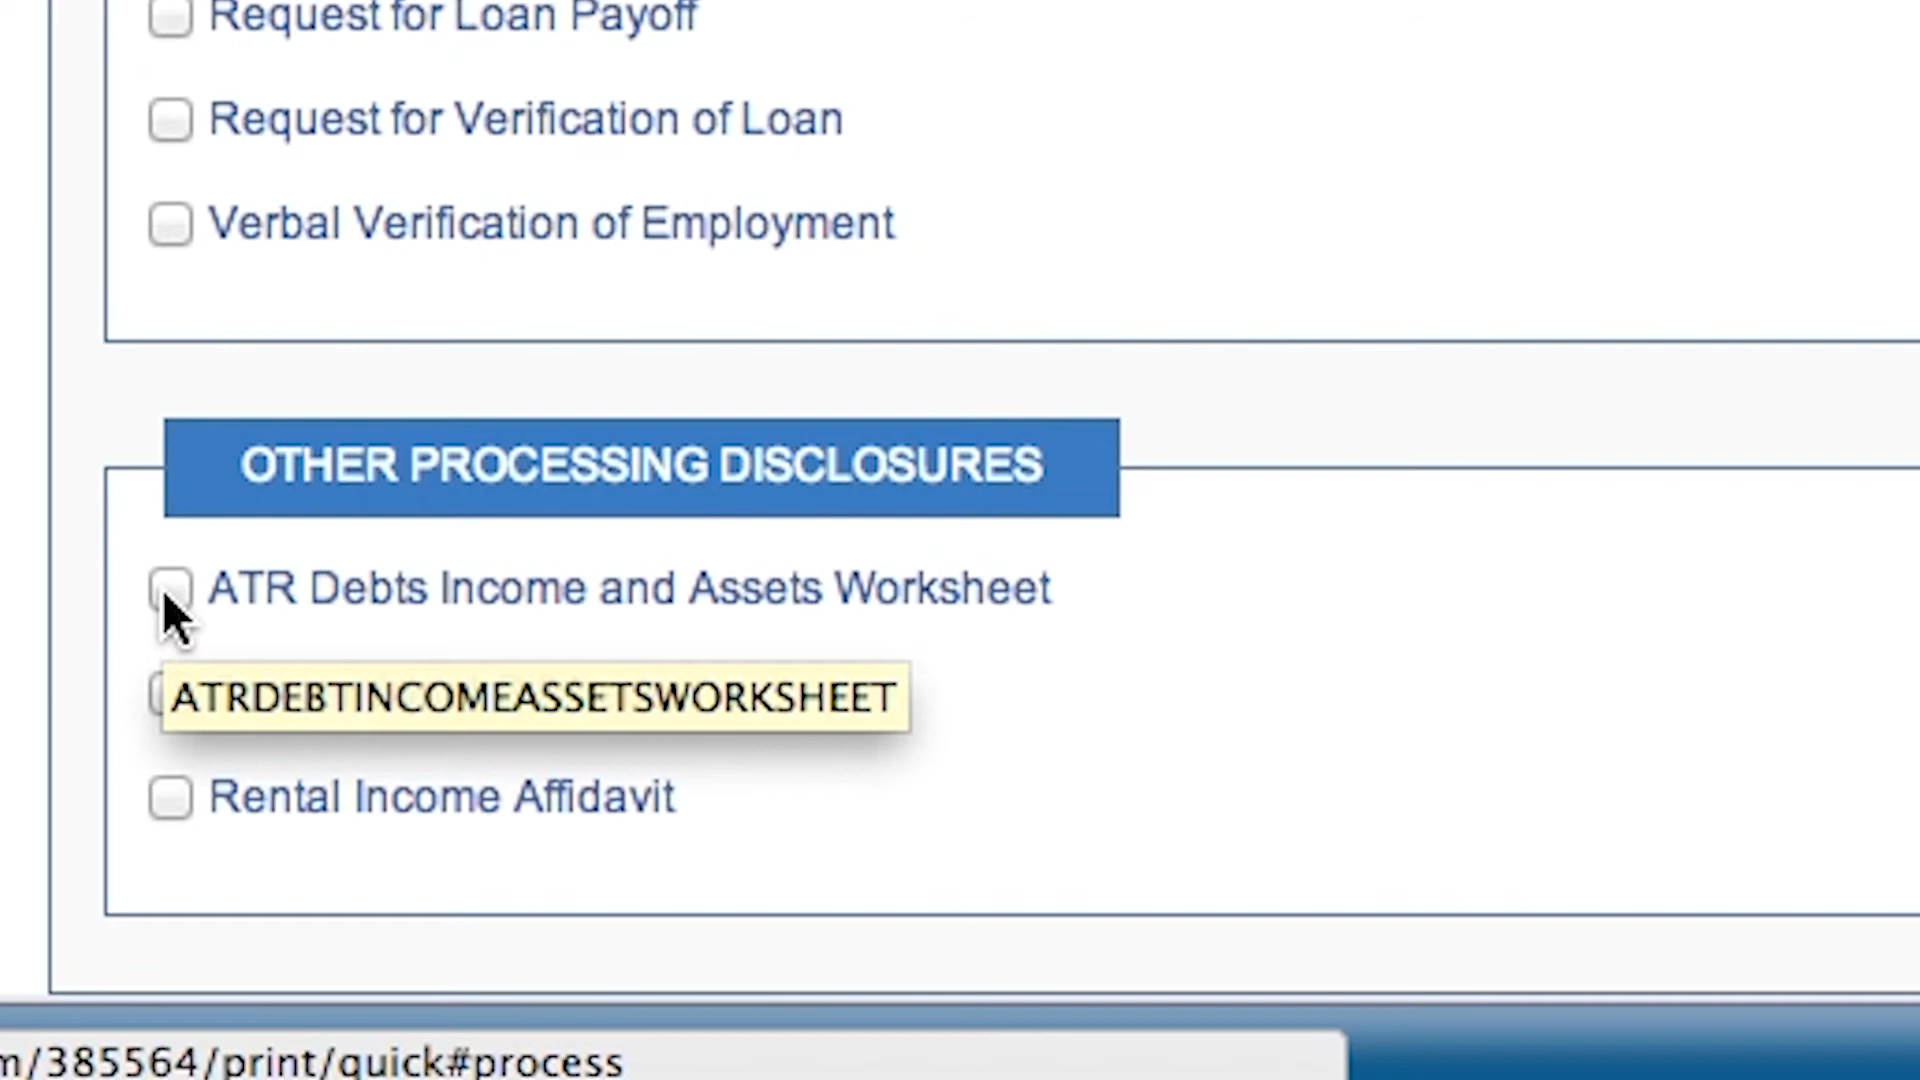 Request for Loan Payoff
Request for Verification of Loan
Verbal Verification of Employment
OTHER PROCESSING DISCLOSURES
ATR Debts Income and Assets Worksheet
ATRDEBTINCOMEASSETSWORKSHEET
Rental Income Affidavit
m/385564/print/quick#process